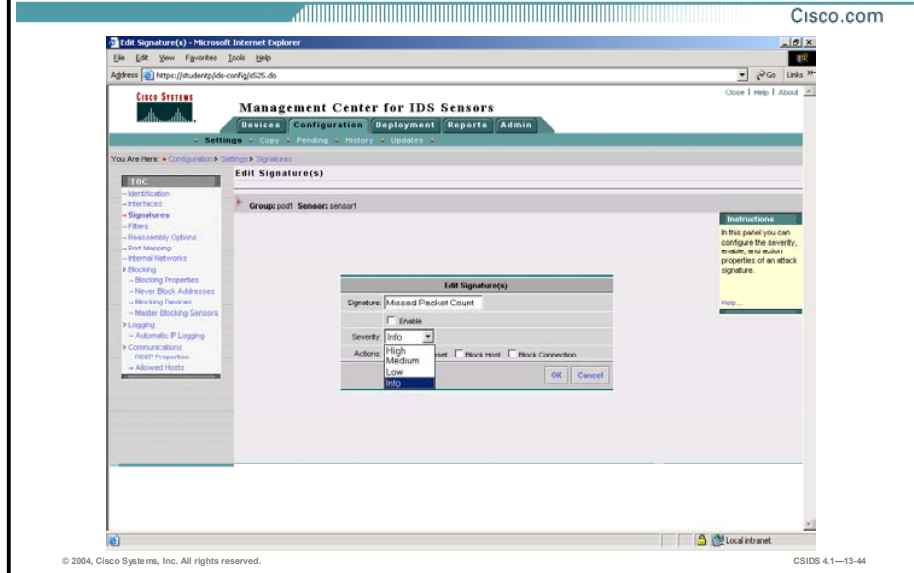 Cisco.com
Edit Signature(s) - Microsoft Internet Explorer
File Edit View Favorites Tools Help
Address https://studentp/ids-config/s525.do Go Links »
Close | Help | About
Cisco Systems
Management Center for IDS Sensors
Devices Configuration Deployment Reports Admin
Settings Copy Pending History Updates
You Are Here: Configuration > Settings > Signatures
TOC
Identification
Interfaces
Signatures
Filters
Reassembly Options
Port Mapping
Internal Networks
Blocking
Blocking Properties
Never Block Addresses
Blocking Devices
Master Blocking Sensors
Logging
Automatic IP Logging
Communications
RDEP Properties
Allowed Hosts
Edit Signature(s)
Group: pod1 Sensor: sensor1
Edit Signature(s)
Signature: Missed Packet Count
Enable
Severity: Info
Actions: Block Host Block Connection
High
Medium
Low
Info
OK Cancel
Instructions
In this panel you can
configure the severity,
enable, and action
properties of an attack
signature.
Help...
Local intranet
© 2004, Cisco Systems, Inc. All rights reserved.
CSIDS 4.1—13-44